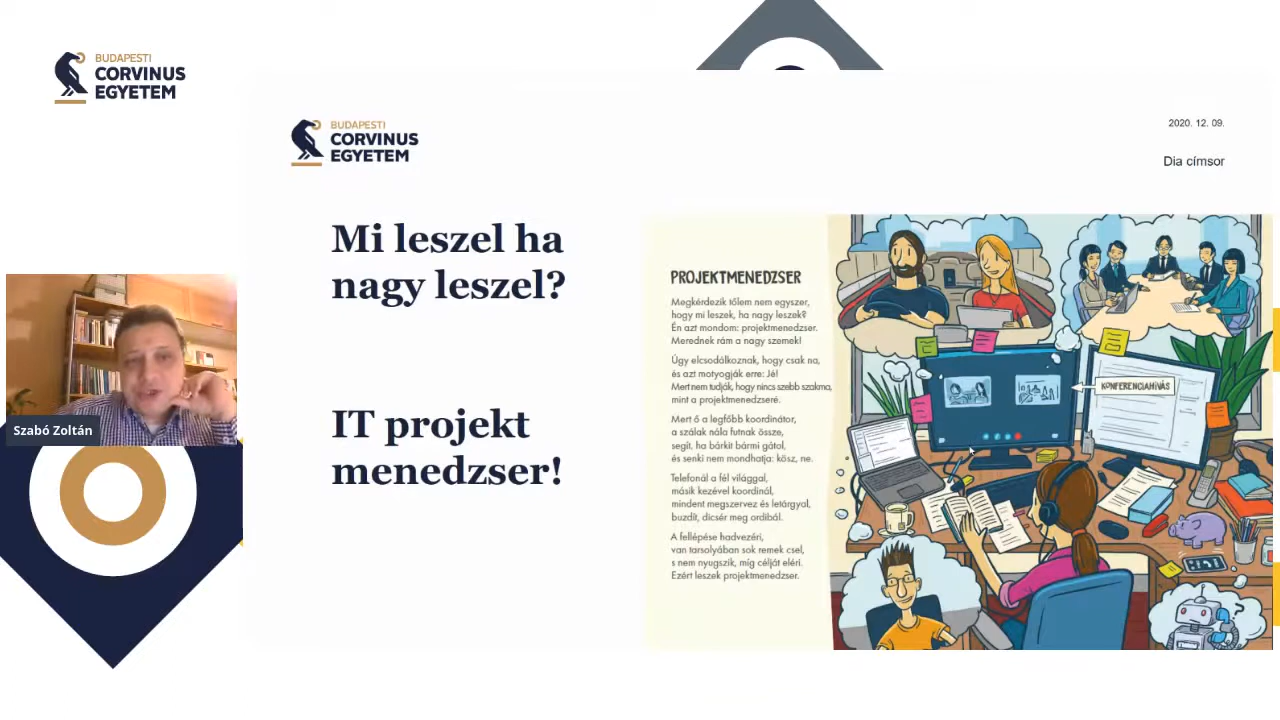 BUDAPESTI
CORVINUS
EGYETEM
BUDAPESTI
CORVINUS
EGYETEM
2020. 12. 09.
Dia címsor
Mi leszel ha
nagy leszel?
IT projekt
menedzser!
Szabó Zoltán
PROJEKTMENEDZSER
Megkérdezik tőlem nem egyszer,
hogy mi leszek, ha nagy leszek?
Én azt mondom: projektmenedzser.
Merednek rám a nagy szemek!
Úgy elcsodálkoznak, hogy csak na,
és azt motyogják erre: Jé!
Mert nem tudják, hogy nincs szebb szakma,
mint a projektmenedzseré.
Mert ő a legfőbb koordinátor,
a szálak nála futnak össze,
segít, ha bárkit bármi gátol,
és senki nem mondhatja: kösz, ne.
Telefonál a fél világgal,
másik kezével koordinál,
mindent megszervez és letárgyal,
buzdít, dicsér meg ordibál.
A fellépése hadvezéri,
van tarsolyában sok remek csel,
s nem nyugszik, míg célját eléri.
Ezért leszek projektmenedzser.
KONFERENCIAHÍVÁS
?